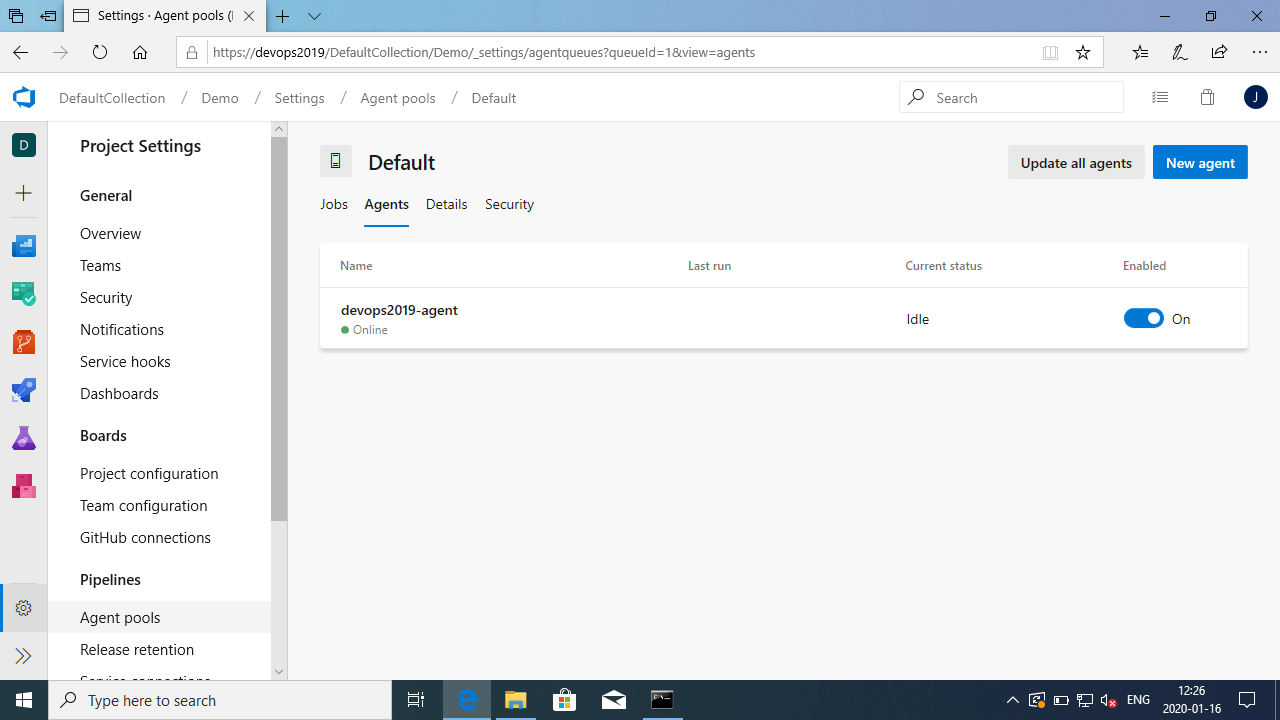 Settings · Agent pools (
https://devops2019/DefaultCollection/Demo/_settings/agentqueues?queueId=1&view=agents
DefaultCollection / Demo / Settings / Agent pools / Default
Search
J
D
Project Settings
General
Overview
Teams
Security
Notifications
Service hooks
Dashboards
Boards
Project configuration
Team configuration
GitHub connections
Pipelines
Agent pools
Release retention
Service connections
Default
Update all agents
New agent
Jobs Agents Details Security
Name Last run Current status Enabled
devops2019-agent
Online
Idle
On
Type here to search
ENG
12:26
2020-01-16